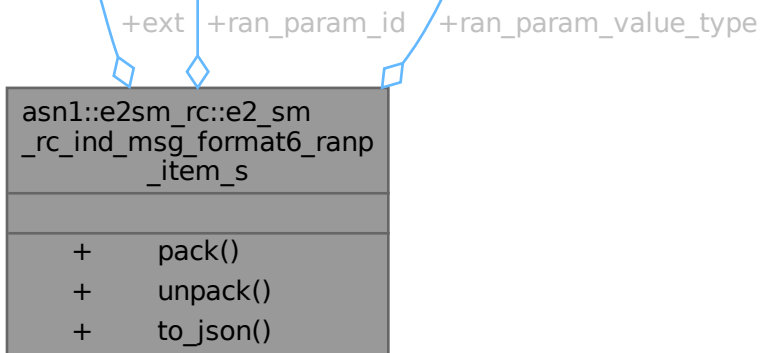 +ext +ran_param_id +ran_param_value_type
asn1::e2sm_rc::e2_sm
_rc_ind_msg_format6_ranp
_item_s
+ pack()
+ unpack()
+ to_json()